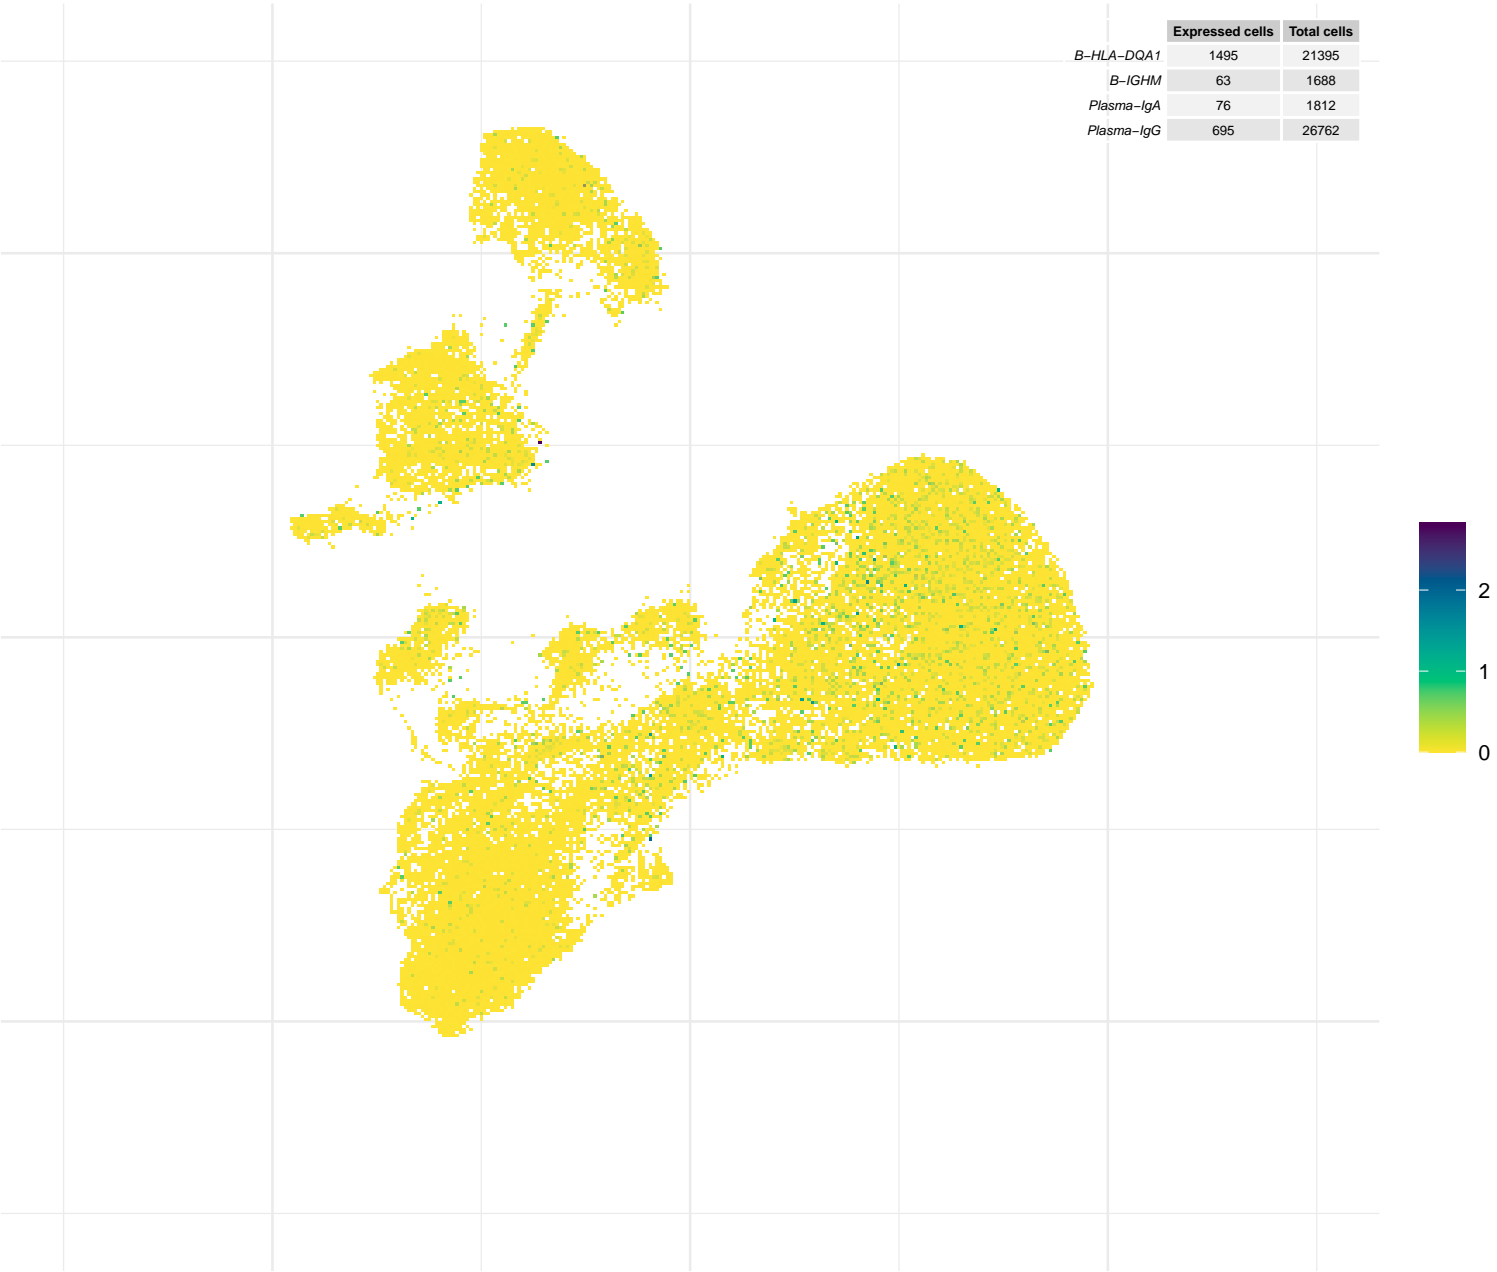 Expressed cells Total cells
B−HLA−DQA1 1495 21395
B−IGHM 63 1688
Plasma−IgA 76 1812
Plasma−IgG 695 26762
2
1
0